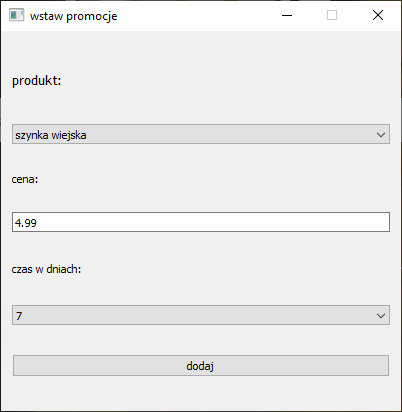 wstaw promocje
produkt:
szynka wiejska
cena:
4.99
czas w dniach:
7
dodaj